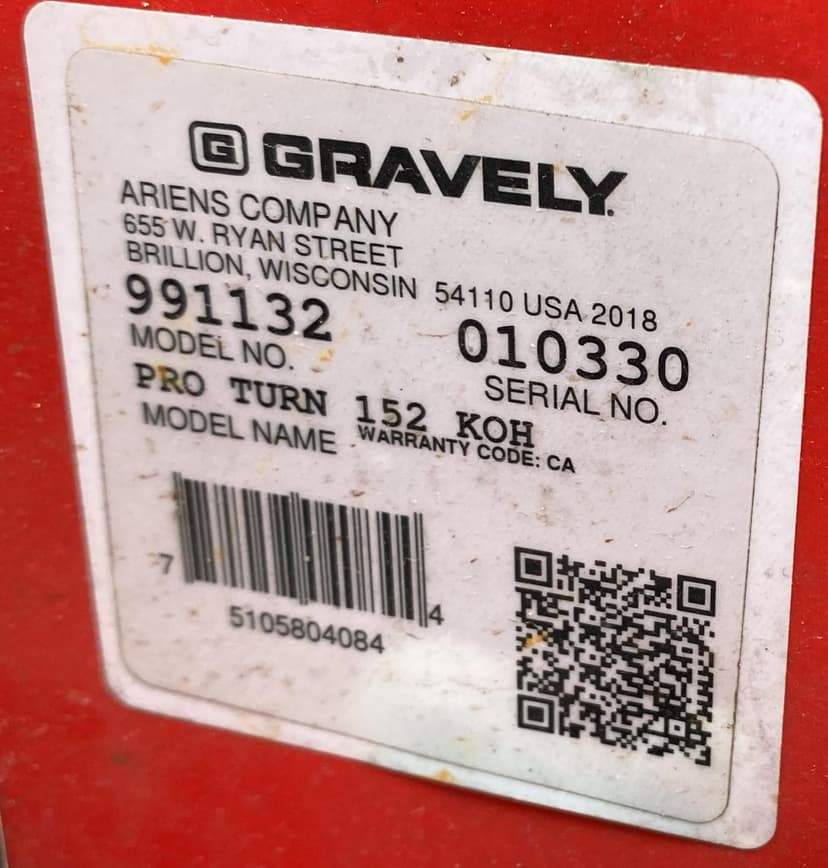 G GRAVELY
ARIENS COMPANY
655 W. RYAN STREET
BRILLION, WISCONSIN 54110 USA 2018
991132 010330
MODEL NO. SERIAL NO.
PRO TURN 152 KOH
MODEL NAME WARRANTY CODE: CA
7 5105804084 4